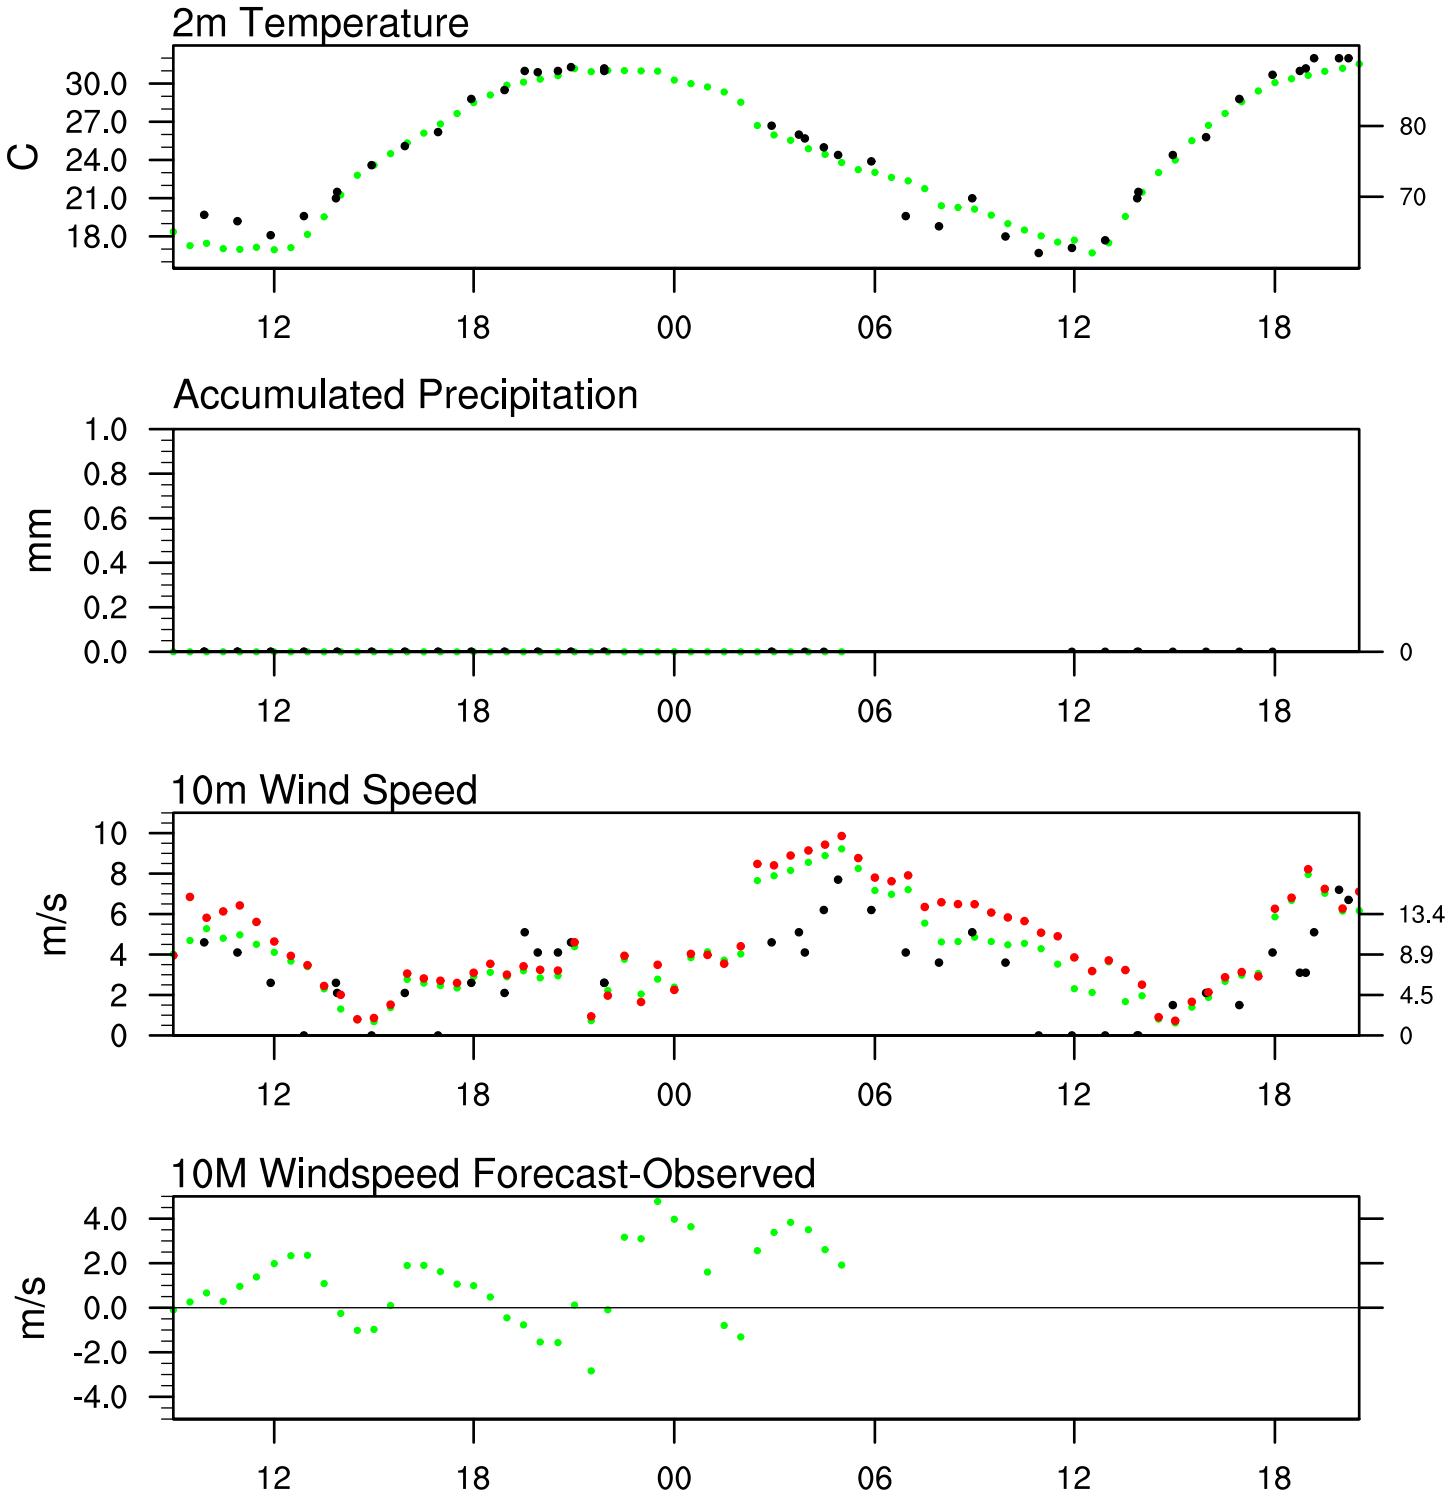 2m Temperature
C
30.0
27.0
24.0
21.0
18.0
80
70
12 18 00 06 12 18
Accumulated Precipitation
mm
1.0
0.8
0.6
0.4
0.2
0.0
0
12 18 00 06 12 18
10m Wind Speed
m/s
10
8
6
4
2
0
13.4
8.9
4.5
0
12 18 00 06 12 18
10M Windspeed Forecast-Observed
m/s
4.0
2.0
0.0
-2.0
-4.0
12 18 00 06 12 18